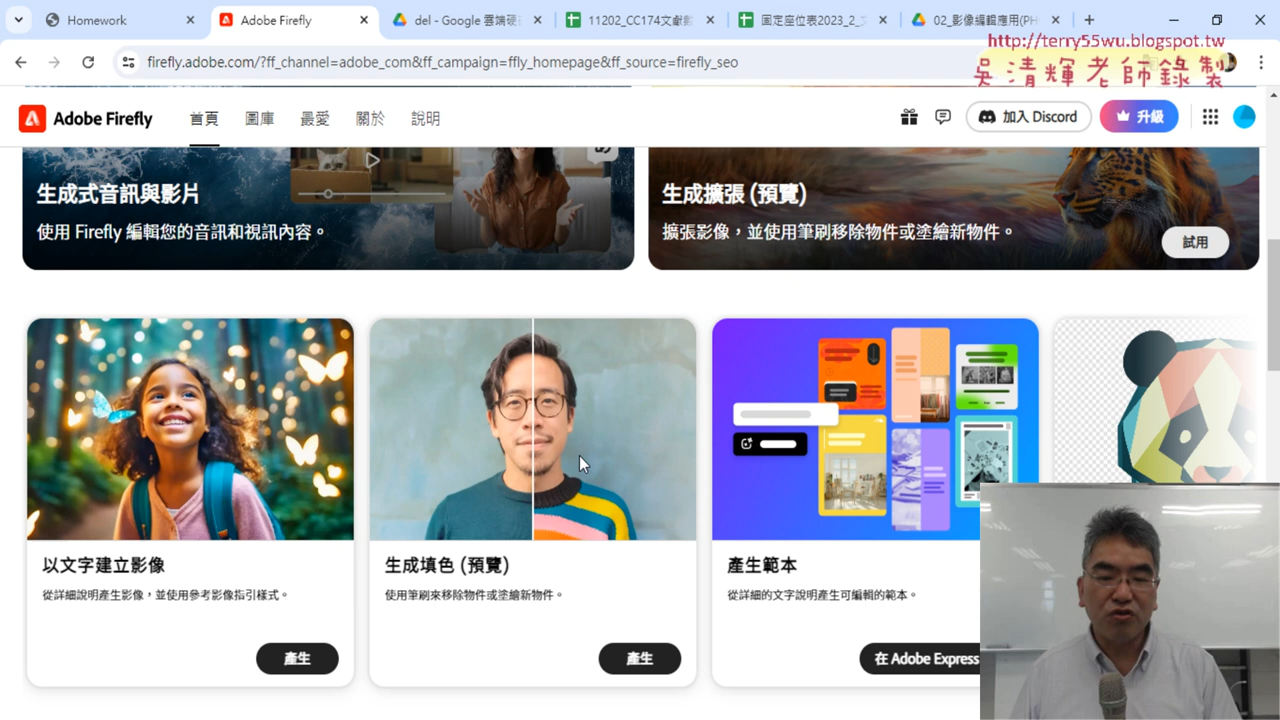 Homework
Adobe Firefly
del - Google 雲端硬
11202_CC174文獻
固定座位表2023_2_
02_影像編輯應用(PH
http://terry55wu.blogspot.tw
吳清輝老師錄製
firefly.adobe.com/?ff_channel=adobe_com&ff_campaign=ffly_homepage&ff_source=firefly_seo
Adobe Firefly
首頁
圖庫
最愛
關於
說明
加入 Discord
升級
生成式音訊與影片
使用 Firefly 編輯您的音訊和視訊內容。
生成擴張 (預覽)
擴張影像，並使用筆刷移除物件或塗繪新物件。
試用
以文字建立影像
從詳細說明產生影像，並使用參考影像指引樣式。
產生
生成填色 (預覽)
使用筆刷來移除物件或塗繪新物件。
產生
產生範本
從詳細的文字說明產生可編輯的範本。
在 Adobe Express